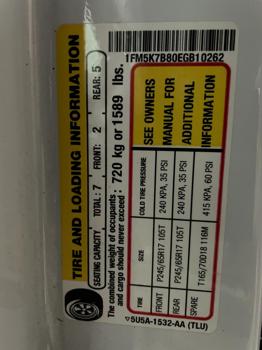 TIRE AND LOADING INFORMATION
SEATING CAPACITY TOTAL: 7 FRONT: 2 REAR: 5
The combined weight of occupants and cargo should never exceed: 720 kg or 1589 lbs.
TIRE SIZE COLD TIRE PRESSURE
FRONT P245/65R17 105T 240 KPA, 35 PSI
REAR P245/65R17 105T 240 KPA, 35 PSI
SPARE T165/70D18 116M 415 KPA, 60 PSI
SEE OWNERS
MANUAL FOR
ADDITIONAL
INFORMATION
1FM5K7B80EGB10262
▽5U5A-1532-AA (TLU)